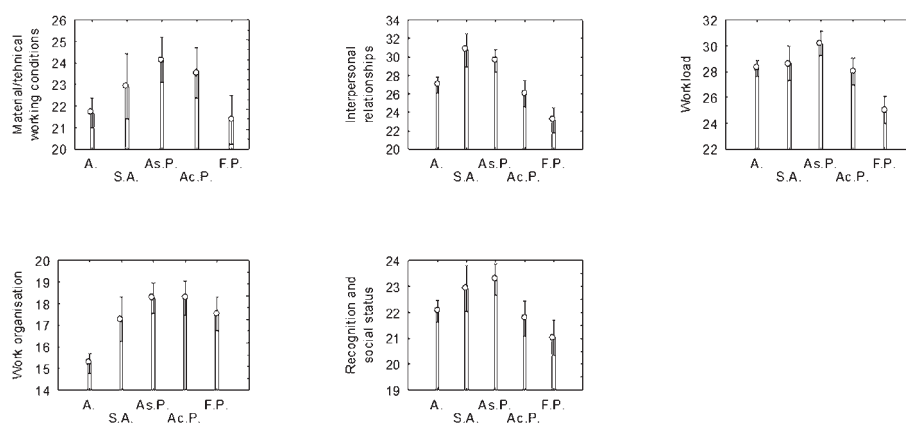 Material/tehnical
working conditions
26
25
24
23
22
21
20
A. As.P. F.P.
S.A. Ac.P.
Interpersonal
relationships
34
32
30
28
26
24
22
20
A. As.P. F.P.
S.A. Ac.P.
Workload
32
30
28
26
24
22
A. As.P. F.P.
S.A. Ac.P.
Work organisation
20
19
18
17
16
15
14
A. As.P. F.P.
S.A. Ac.P.
Recognition and
social status
24
23
22
21
20
19
A. As.P. F.P.
S.A. Ac.P.